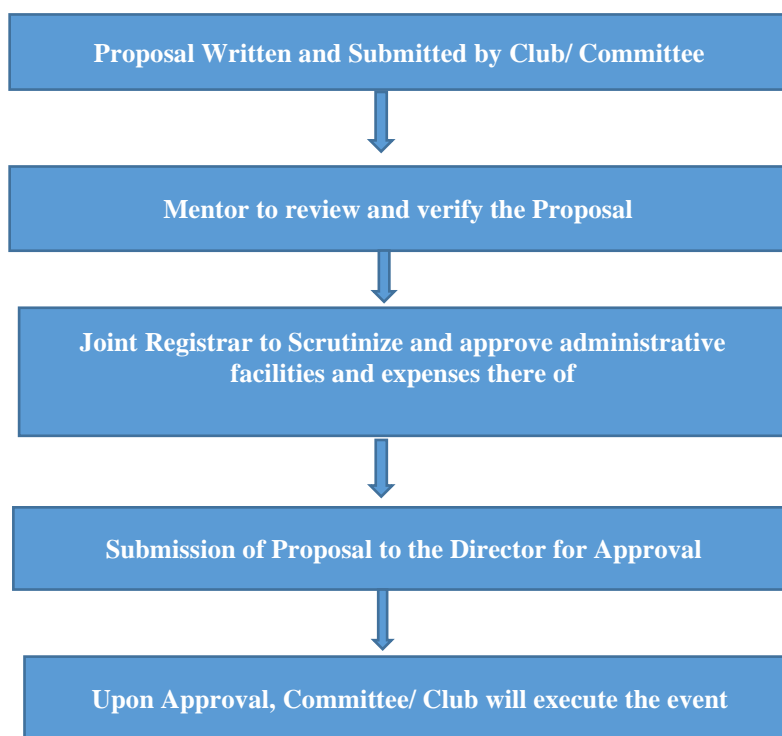 Proposal Written and Submitted by Club/ Committee
Mentor to review and verify the Proposal
Joint Registrar to Scrutinize and approve administrative
facilities and expenses there of
Submission of Proposal to the Director for Approval
Upon Approval, Committee/ Club will execute the event